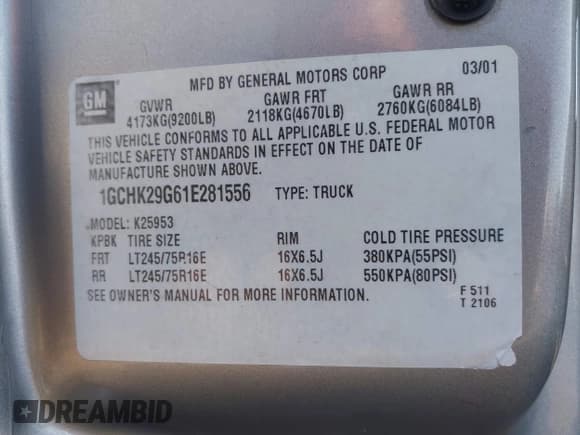 MFD BY GENERAL MOTORS CORP 03/01
GM
GVWR GAWR FRT GAWR RR
4173KG(9200LB) 2118KG(4670LB) 2760KG(6084LB)
THIS VEHICLE CONFORMS TO ALL APPLICABLE U.S. FEDERAL MOTOR
VEHICLE SAFETY STANDARDS IN EFFECT ON THE DATE OF
MANUFACTURE SHOWN ABOVE.
1GCHK29G61E281556 TYPE: TRUCK
MODEL: K25953
KPBK TIRE SIZE RIM COLD TIRE PRESSURE
FRT LT245/75R16E 16X6.5J 380KPA(55PSI)
RR LT245/75R16E 16X6.5J 550KPA(80PSI)
SEE OWNER'S MANUAL FOR MORE INFORMATION.
F 511
T 2106
DREAMBID